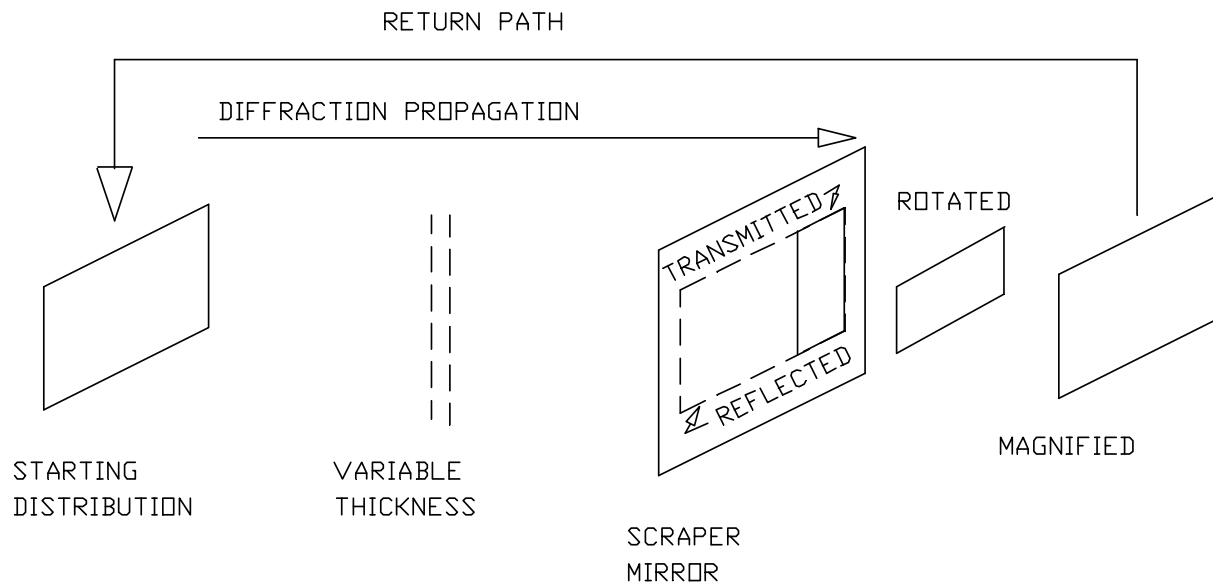 RETURN PATH
DIFFRACTION PROPAGATION
TRANSMITTED
ROTATED
REFLECTED
MAGNIFIED
STARTING
DISTRIBUTION
VARIABLE
THICKNESS
SCRAPER
MIRROR